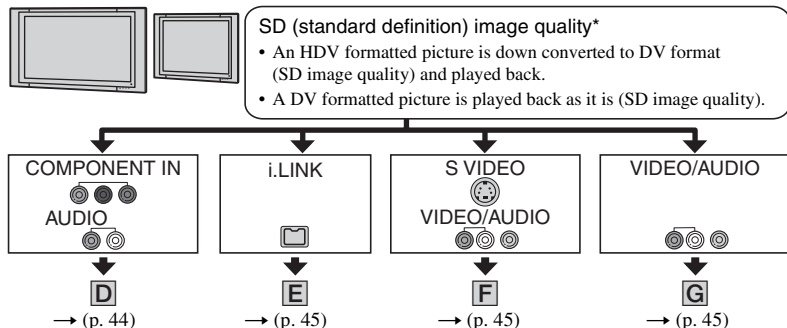 SD (standard definition) image quality*
• An HDV formatted picture is down converted to DV format
(SD image quality) and played back.
• A DV formatted picture is played back as it is (SD image quality).
COMPONENT IN
AUDIO
i.LINK
S VIDEO
VIDEO/AUDIO
VIDEO/AUDIO
D
→ (p. 44)
E
→ (p. 45)
F
→ (p. 45)
G
→ (p. 45)